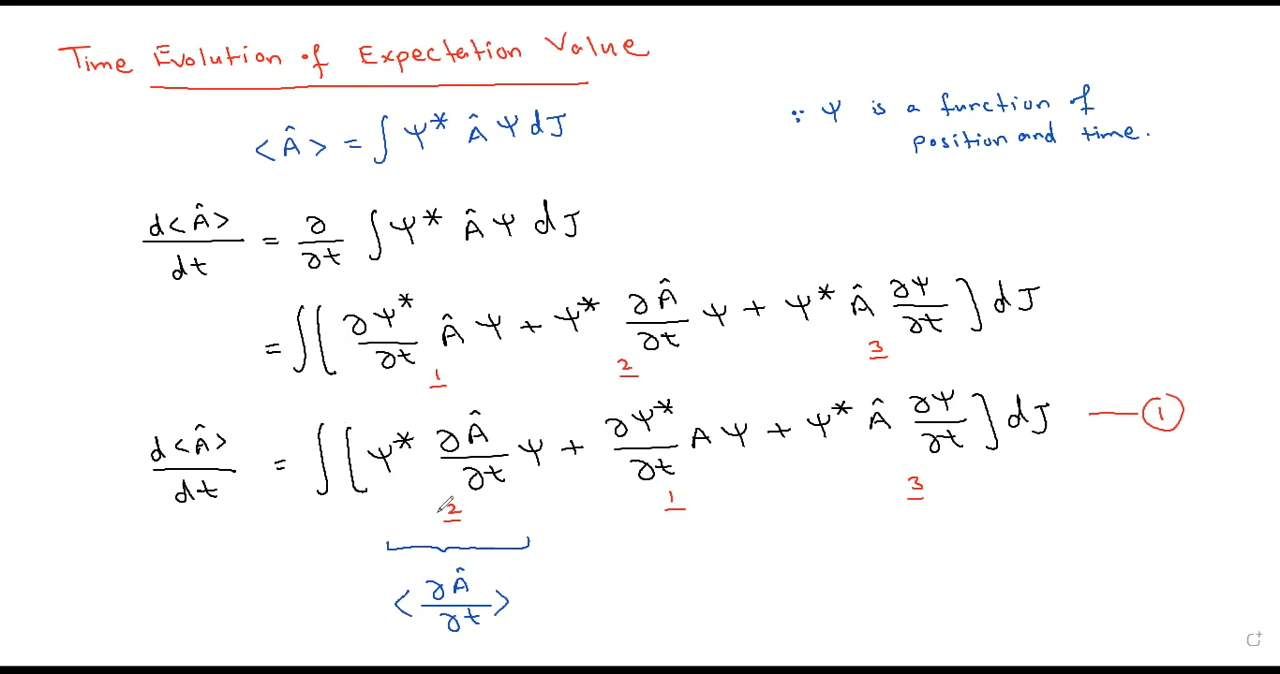 Time Evolution of Expectation Value
<Â> = ∫ Ψ* Â Ψ dJ
∵ Ψ is a function of
position and time.
d<Â>/dt = ∂/∂t ∫ Ψ* Â Ψ dJ
= ∫[ ∂Ψ*/∂t Â Ψ + Ψ* ∂Â/∂t Ψ + Ψ* Â ∂Ψ/∂t ] dJ
1 2 3
d<Â>/dt = ∫[ Ψ* ∂Â/∂t Ψ + ∂Ψ*/∂t A Ψ + Ψ* Â ∂Ψ/∂t ] dJ — ①
2 1 3
<∂Â/∂t>